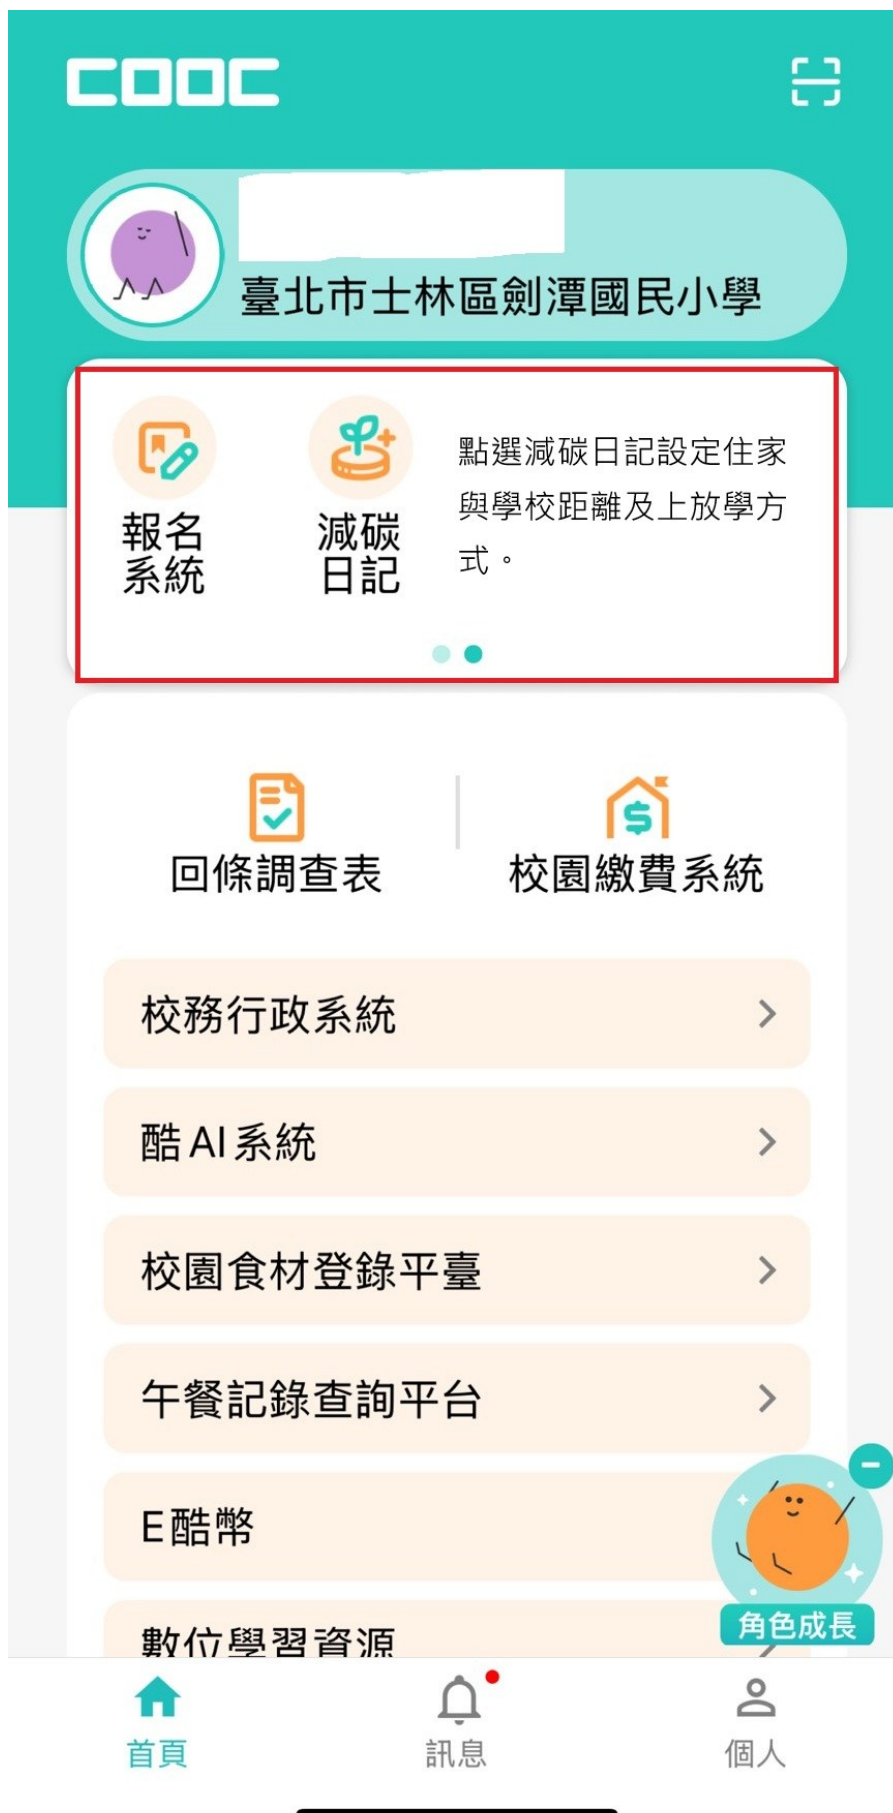 COOC
臺北市士林區劍潭國民小學
報名
系統
減碳
日記
點選減碳日記設定住家
與學校距離及上放學方
式。
回條調查表
校園繳費系統
校務行政系統
酷AI系統
校園食材登錄平臺
午餐記錄查詢平台
E酷幣
數位學習資源
角色成長
首頁
訊息
個人